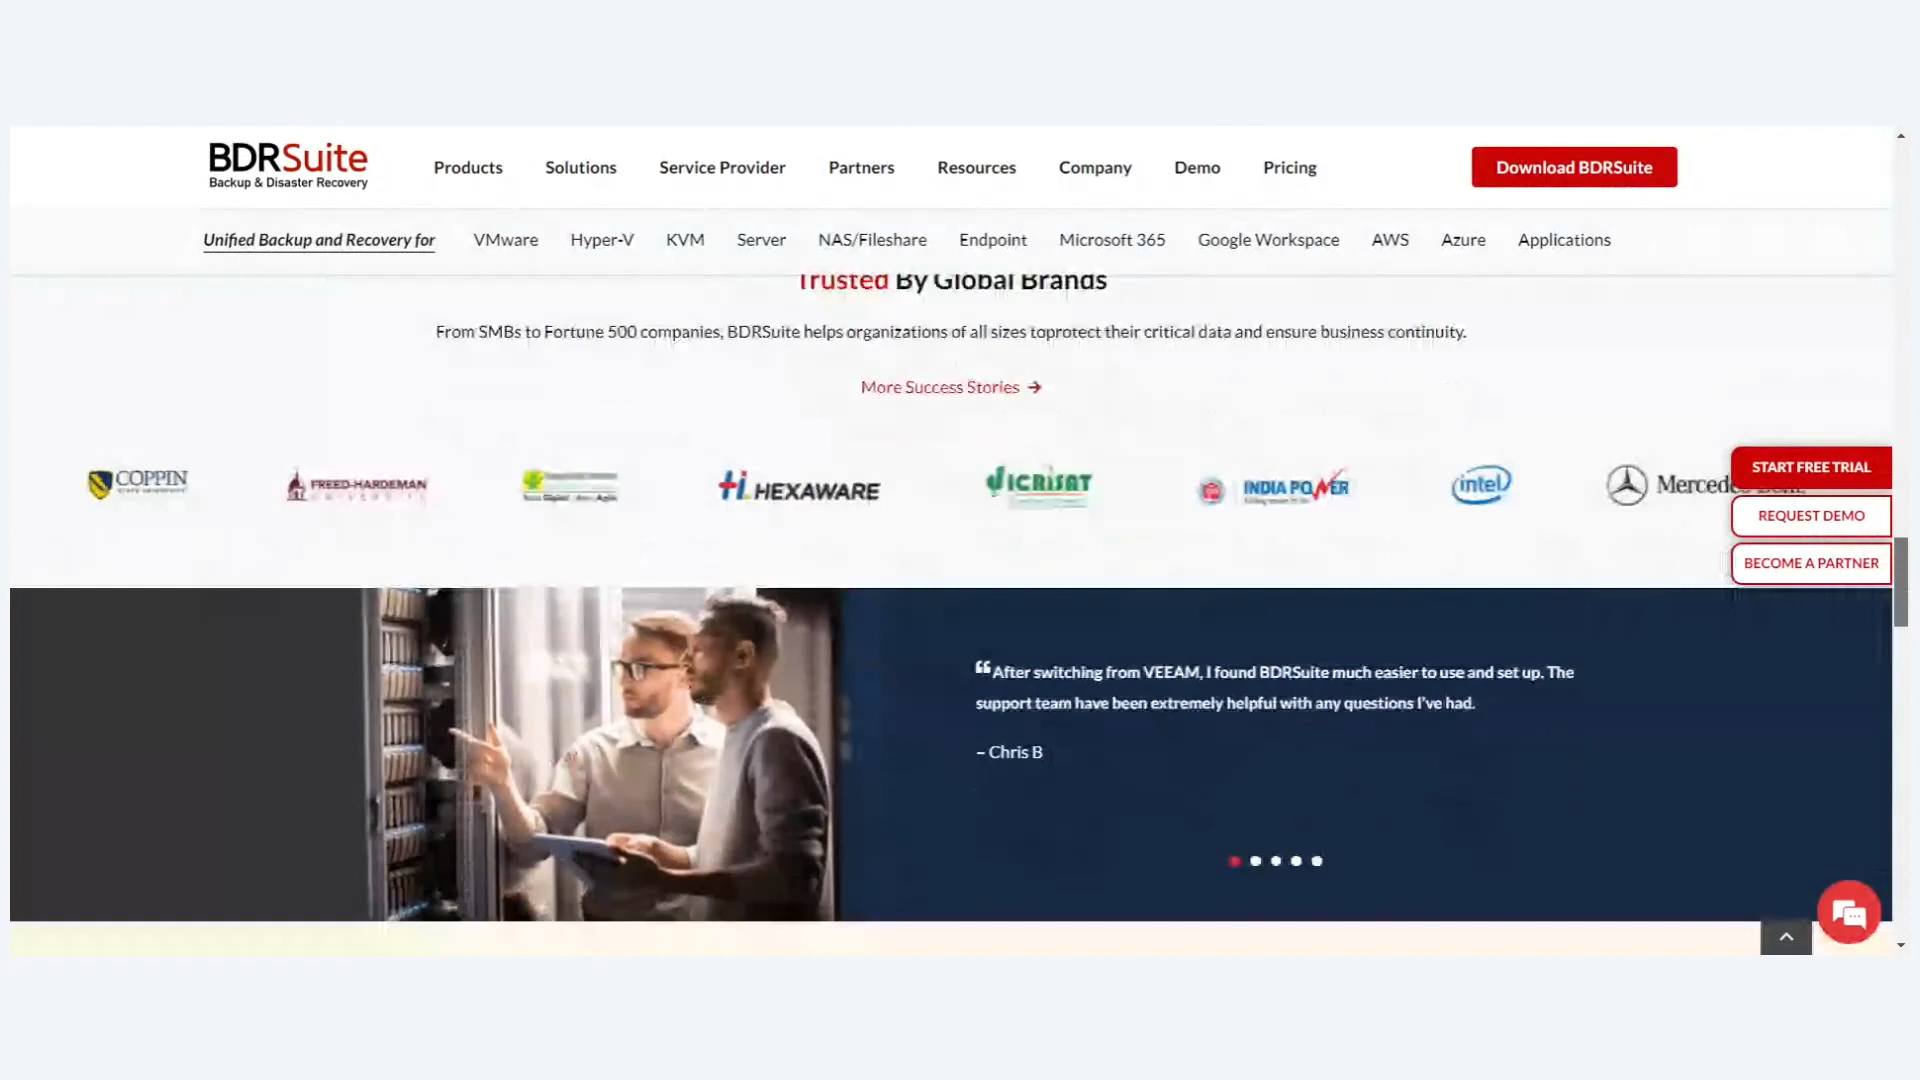 BDRSuite
Backup & Disaster Recovery
Products
Solutions
Service Provider
Partners
Resources
Company
Demo
Pricing
Download BDRSuite
Unified Backup and Recovery for
VMware
Hyper-V
KVM
Server
NAS/Fileshare
Endpoint
Microsoft 365
Google Workspace
AWS
Azure
Applications
Trusted By Global Brands
From SMBs to Fortune 500 companies, BDRSuite helps organizations of all sizes toprotect their critical data and ensure business continuity.
More Success Stories →
COPPIN
FREED-HARDEMAN
UNIVERSITY
HEXAWARE
ICRISAT
INDIA POWER
intel
START FREE TRIAL
REQUEST DEMO
BECOME A PARTNER
“After switching from VEEAM, I found BDRSuite much easier to use and set up. The
support team have been extremely helpful with any questions I've had.
– Chris B